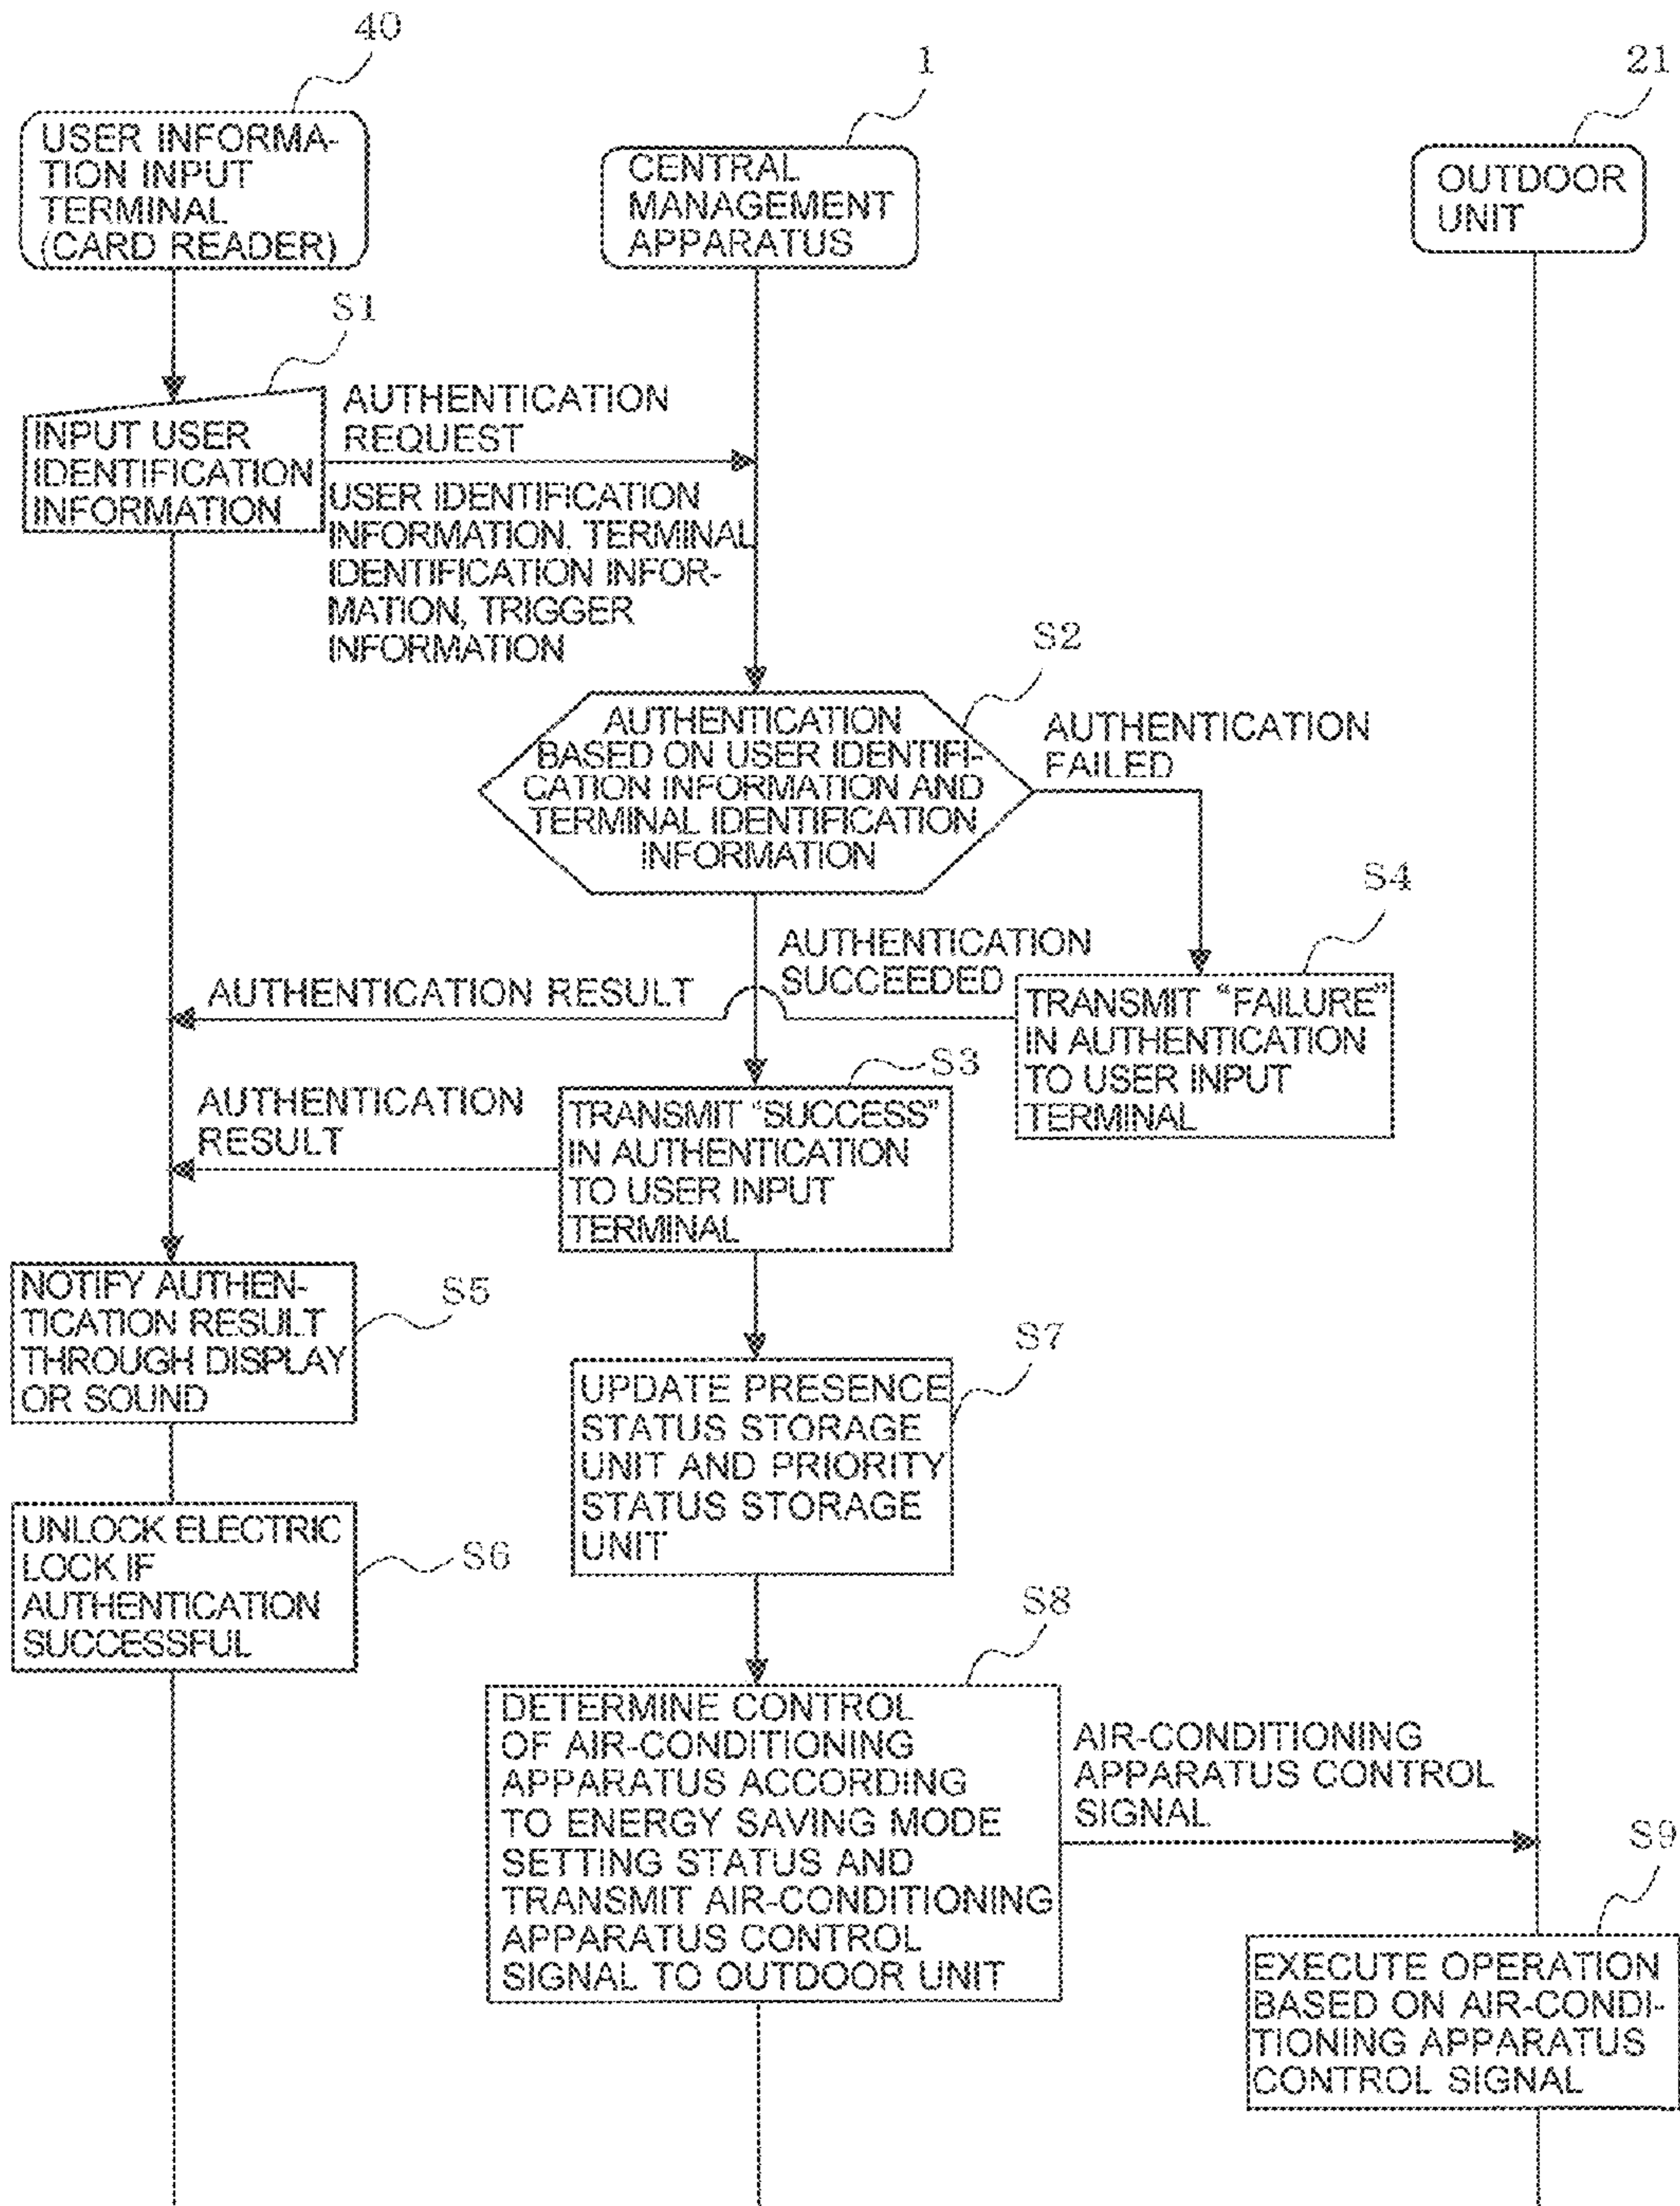 40
1
21
USER INFORMA-
TION INPUT
TERMINAL
(CARD READER)
CENTRAL
MANAGEMENT
APPARATUS
OUTDOOR
UNIT
S1
INPUT USER
IDENTIFICATION
INFORMATION
AUTHENTICATION
REQUEST
USER IDENTIFICATION
INFORMATION, TERMINAL
IDENTIFICATION INFOR-
MATION, TRIGGER
INFORMATION
S2
AUTHENTICATION
BASED ON USER IDENTIFI-
CATION INFORMATION AND
TERMINAL IDENTIFICATION
INFORMATION
AUTHENTICATION
FAILED
S4
AUTHENTICATION
SUCCEEDED
AUTHENTICATION RESULT
TRANSMIT “FAILURE”
IN AUTHENTICATION
TO USER INPUT
TERMINAL
S3
AUTHENTICATION
RESULT
TRANSMIT “SUCCESS”
IN AUTHENTICATION
TO USER INPUT
TERMINAL
NOTIFY AUTHEN-
TICATION RESULT
THROUGH DISPLAY
OR SOUND
S5
S7
UPDATE PRESENCE
STATUS STORAGE
UNIT AND PRIORITY
STATUS STORAGE
UNIT
UNLOCK ELECTRIC
LOCK IF
AUTHENTICATION
SUCCESSFUL
S6
S8
DETERMINE CONTROL
OF AIR-CONDITIONING
APPARATUS ACCORDING
TO ENERGY SAVING MODE
SETTING STATUS AND
TRANSMIT AIR-CONDITIONING
APPARATUS CONTROL
SIGNAL TO OUTDOOR UNIT
AIR-CONDITIONING
APPARATUS CONTROL
SIGNAL
S9
EXECUTE OPERATION
BASED ON AIR-CONDI-
TIONING APPARATUS
CONTROL SIGNAL